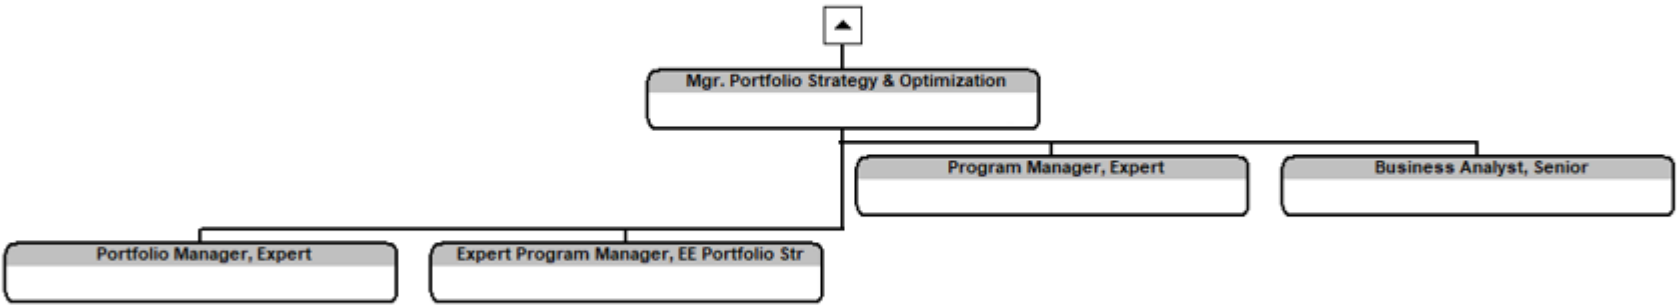 Mgr. Portfolio Strategy & Optimization
Program Manager, Expert
Business Analyst, Senior
Portfolio Manager, Expert
Expert Program Manager, EE Portfolio Str